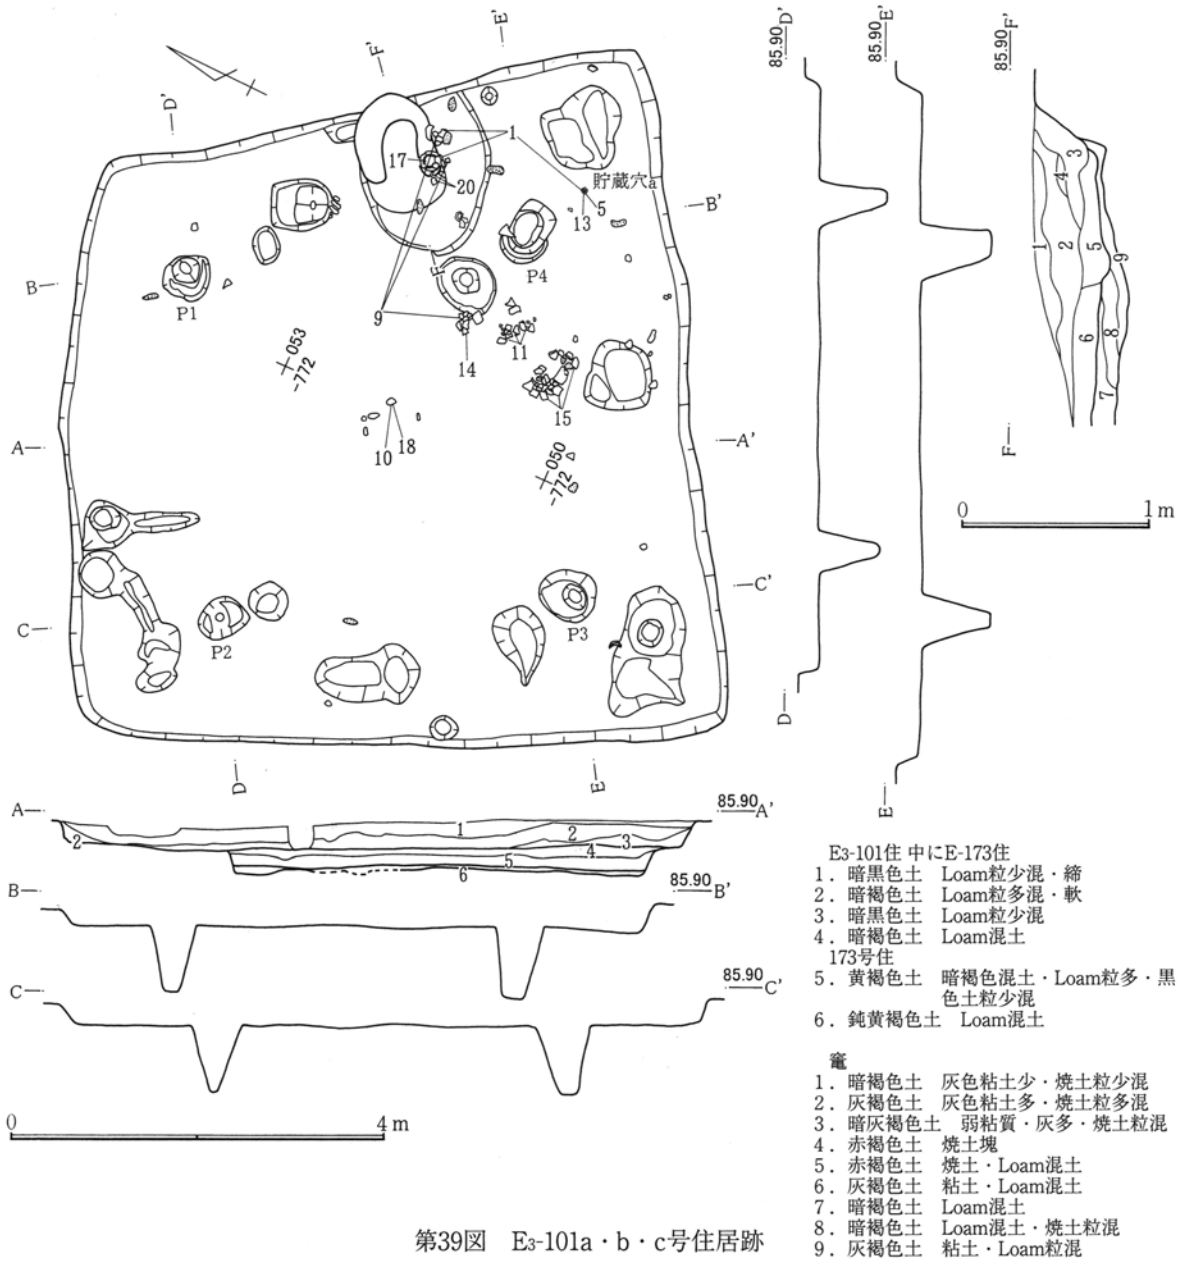 D'
F'
E'
85.90 D'
85.90 E'
85.90 F'
1
17
20
貯蔵穴a
13
5
B'
B
P1
P4
9
14
11
15
+053
-772
10
18
+050
-772
A
A'
C
C'
P2
P3
D
E
F
F
D
E
1
2
3
4
5
6
7
8
9
0
1m
A
85.90 A'
1
2
2
3
4
5
6
B
85.90 B'
C
85.90 C'
0
4m
E3-101住 中にE-173住
1．暗黒色土　Loam粒少混・締
2．暗褐色土　Loam粒多混・軟
3．暗黒色土　Loam粒少混
4．暗褐色土　Loam混土
173号住
5．黄褐色土　暗褐色混土・Loam粒多・黒
色土粒少混
6．鈍黄褐色土　Loam混土
竈
1．暗褐色土　灰色粘土少・焼土粒少混
2．灰褐色土　灰色粘土多・焼土粒多混
3．暗灰褐色土　弱粘質・灰多・焼土粒混
4．赤褐色土　焼土塊
5．赤褐色土　焼土・Loam混土
6．灰褐色土　粘土・Loam混土
7．暗褐色土　Loam混土
8．暗褐色土　Loam混土・焼土粒混
9．灰褐色土　粘土・Loam粒混
第39図　E3-101a・b・c号住居跡